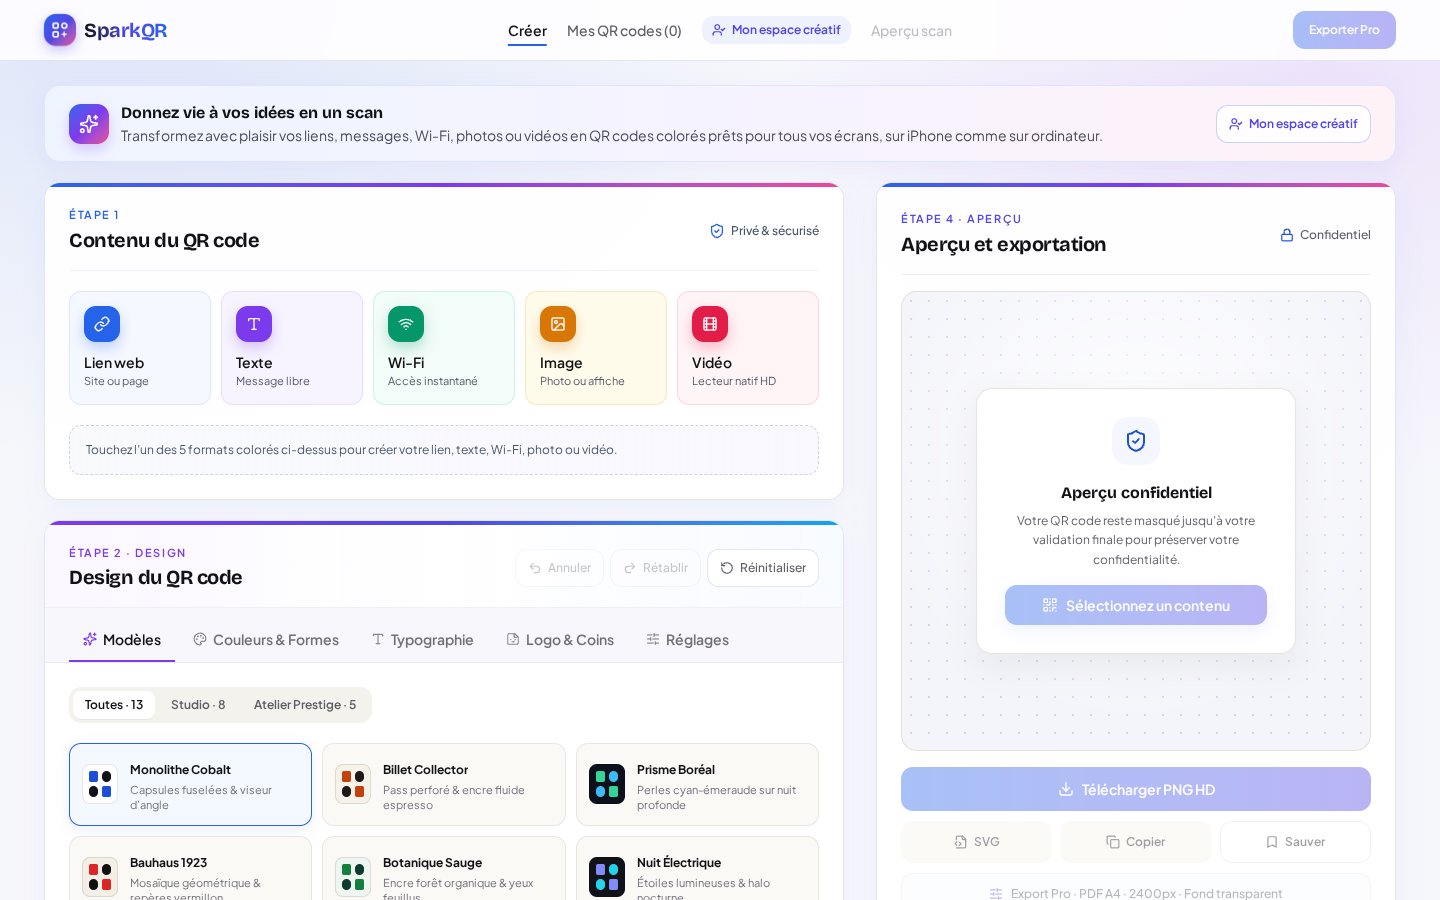 SparkQR
Créer
Mes QR codes (0)
Mon espace créatif
Aperçu scan
Exporter Pro
Donnez vie à vos idées en un scan
Transformez avec plaisir vos liens, messages, Wi-Fi, photos ou vidéos en QR codes colorés prêts pour tous vos écrans, sur iPhone comme sur ordinateur.
Mon espace créatif
ÉTAPE 1
Contenu du QR code
Privé & sécurisé
Lien web
Site ou page
Texte
Message libre
Wi-Fi
Accès instantané
Image
Photo ou affiche
Vidéo
Lecteur natif HD
Touchez l'un des 5 formats colorés ci-dessus pour créer votre lien, texte, Wi-Fi, photo ou vidéo.
ÉTAPE 2 · DESIGN
Design du QR code
Annuler
Rétablir
Réinitialiser
Modèles
Couleurs & Formes
Typographie
Logo & Coins
Réglages
Toutes · 13
Studio · 8
Atelier Prestige · 5
Monolithe Cobalt
Capsules fuselées & viseur
d'angle
Billet Collector
Pass perforé & encre fluide
espresso
Prisme Boréal
Perles cyan-émeraude sur nuit
profonde
Bauhaus 1923
Mosaïque géométrique &
repères vermillon
Botanique Sauge
Encre forêt organique & yeux
feuillus
Nuit Électrique
Étoiles lumineuses & halo
nocturne
ÉTAPE 4 · APERÇU
Aperçu et exportation
Confidentiel
Aperçu confidentiel
Votre QR code reste masqué jusqu'à votre
validation finale pour préserver votre
confidentialité.
Sélectionnez un contenu
Télécharger PNG HD
SVG
Copier
Sauver
Export Pro · PDF A4 · 2400px · Fond transparent